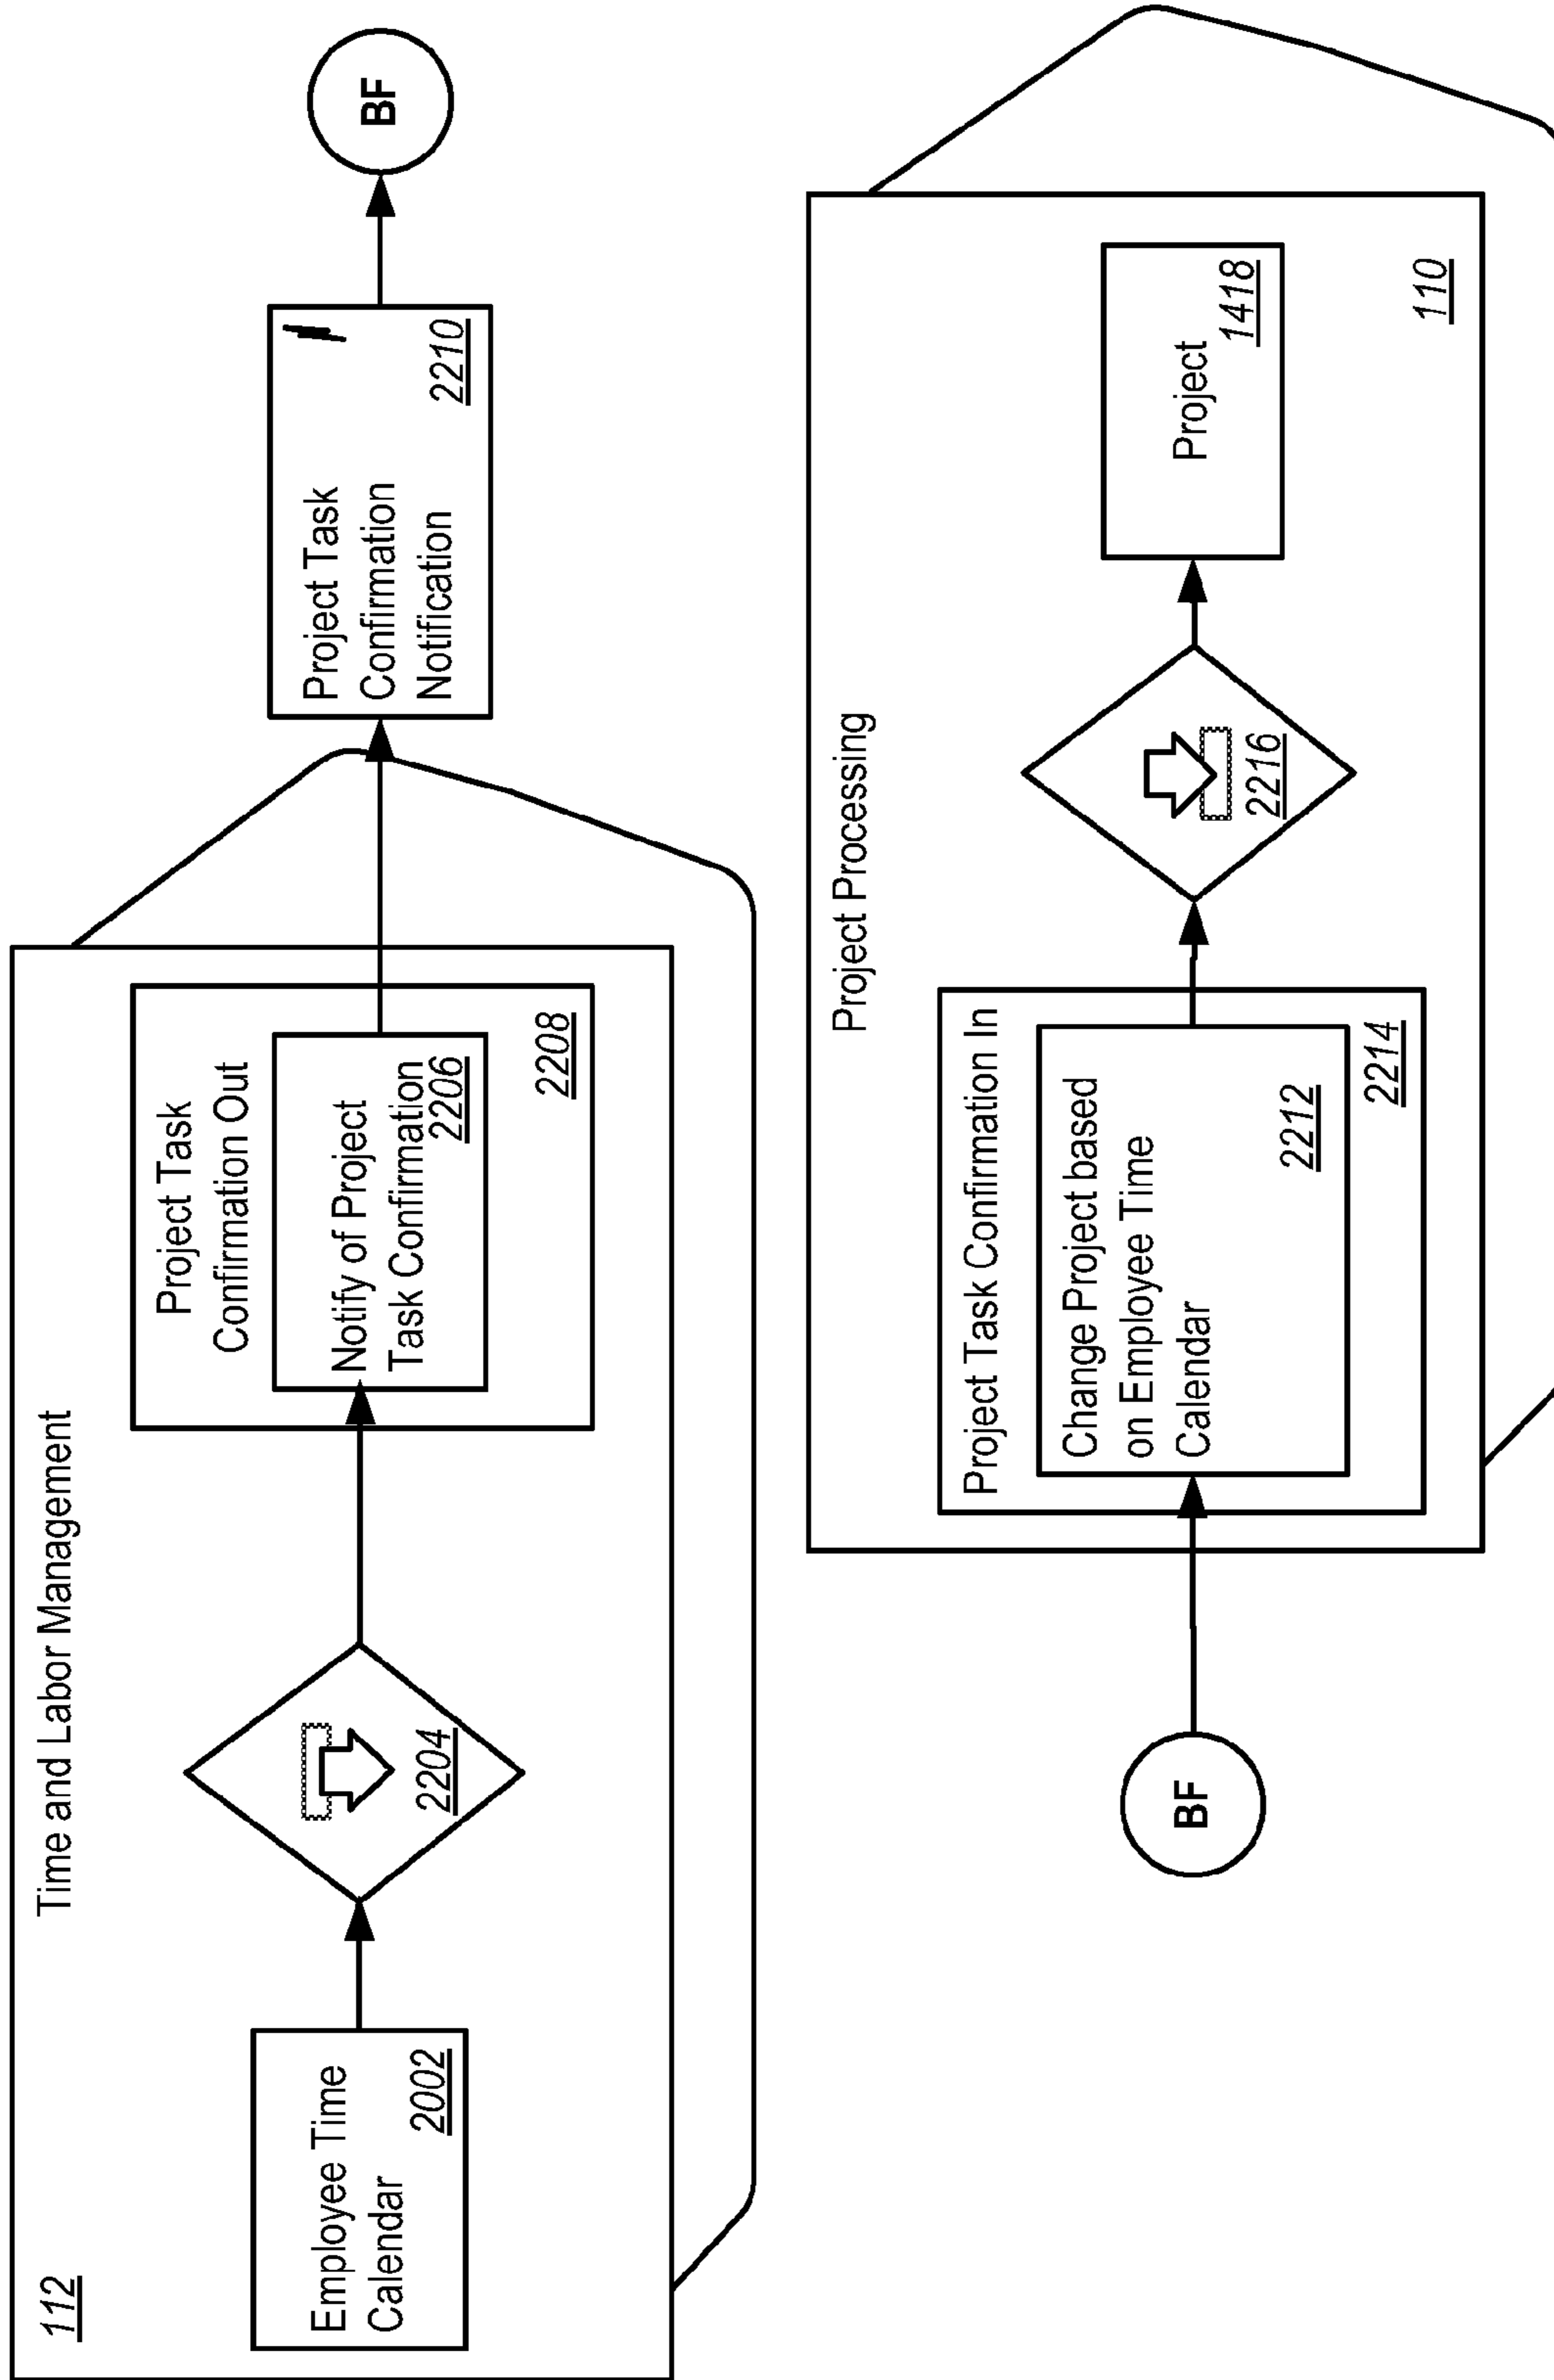 112
Time and Labor Management
Employee Time
Calendar
2002
2204
Project Task
Confirmation Out
Notify of Project
Task Confirmation
2206
2208
Project Task
Confirmation
Notification
2210
BF
BF
Project Processing
Project Task Confirmation In
Change Project based
on Employee Time
Calendar
2212
2214
2216
Project
1418
110